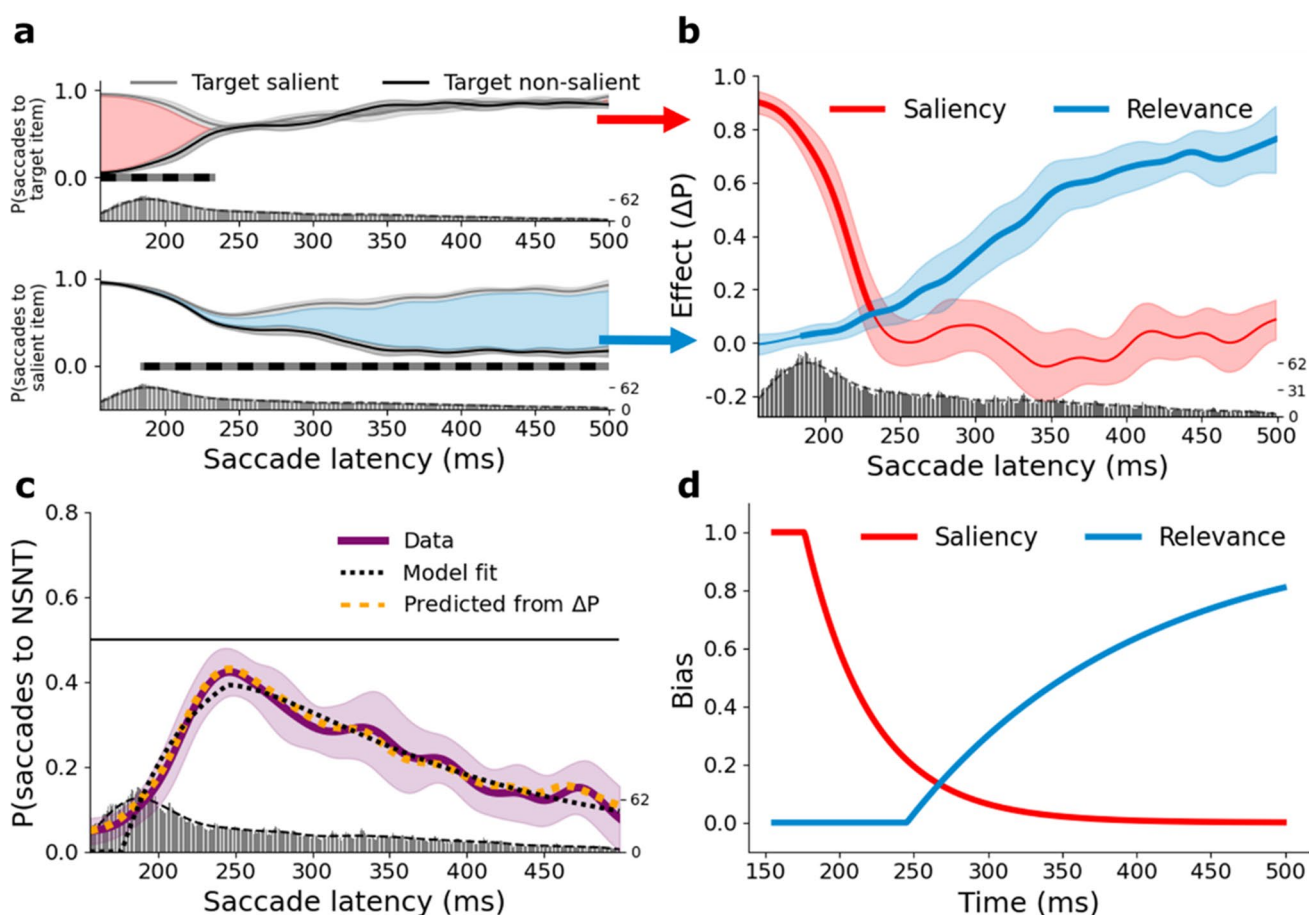 a
Target salient Target non-salient
P(saccades to
target item)
1.0
0.0
62
0
200 250 300 350 400 450 500
P(saccades to
salient item)
1.0
0.0
62
0
200 250 300 350 400 450 500
Saccade latency (ms)
b
Saliency Relevance
Effect (ΔP)
1.0
0.8
0.6
0.4
0.2
0.0
-0.2
62
31
0
200 250 300 350 400 450 500
Saccade latency (ms)
c
Data
Model fit
Predicted from ΔP
P(saccades to NSNT)
0.8
0.6
0.4
0.2
0.0
62
0
200 250 300 350 400 450
Saccade latency (ms)
d
Saliency Relevance
Bias
1.0
0.8
0.6
0.4
0.2
0.0
150 200 250 300 350 400 450 500
Time (ms)